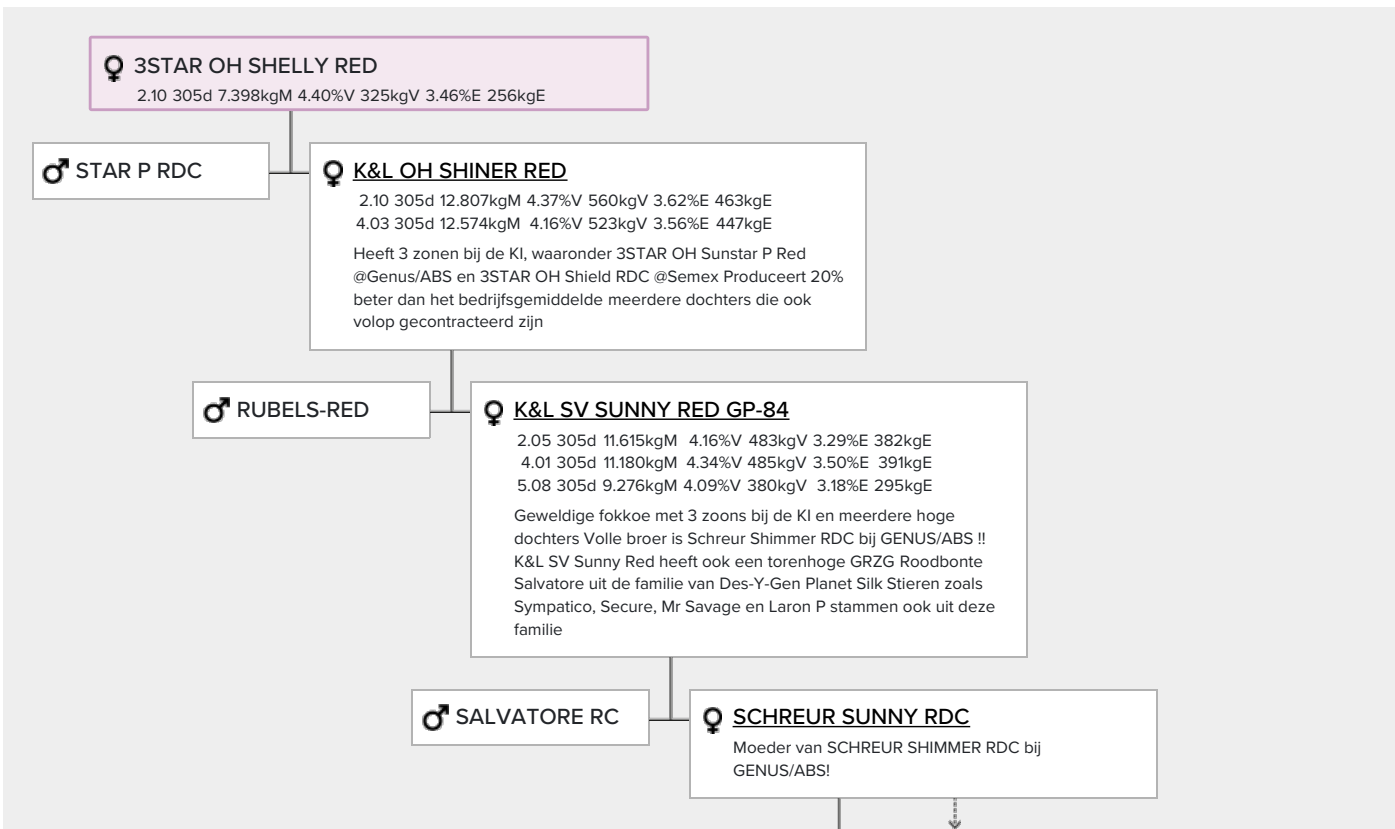 3STAR OH SHELLY RED
2.10 305d 7.398kgM 4.40%V 325kgV 3.46%E 256kgE
STAR P RDC
K&L OH SHINER RED
2.10 305d 12.807kgM 4.37%V 560kgV 3.62%E 463kgE
4.03 305d 12.574kgM 4.16%V 523kgV 3.56%E 447kgE
Heeft 3 zonen bij de KI, waaronder 3STAR OH Sunstar P Red
@Genus/ABS en 3STAR OH Shield RDC @Semex Produceert 20%
beter dan het bedrijfsgemiddelde meerdere dochters die ook
volop gecontracteerd zijn
RUBELS-RED
K&L SV SUNNY RED GP-84
2.05 305d 11.615kgM 4.16%V 483kgV 3.29%E 382kgE
4.01 305d 11.180kgM 4.34%V 485kgV 3.50%E 391kgE
5.08 305d 9.276kgM 4.09%V 380kgV 3.18%E 295kgE
Geweldige fokkoe met 3 zoons bij de KI en meerdere hoge
dochters Volle broer is Schreur Shimmer RDC bij GENUS/ABS !!
K&L SV Sunny Red heeft ook een torenhoge GRZG Roodbonte
Salvatore uit de familie van Des-Y-Gen Planet Silk Stieren zoals
Sympatico, Secure, Mr Savage en Laron P stammen ook uit deze
familie
SALVATORE RC
SCHREUR SUNNY RDC
Moeder van SCHREUR SHIMMER RDC bij
GENUS/ABS!